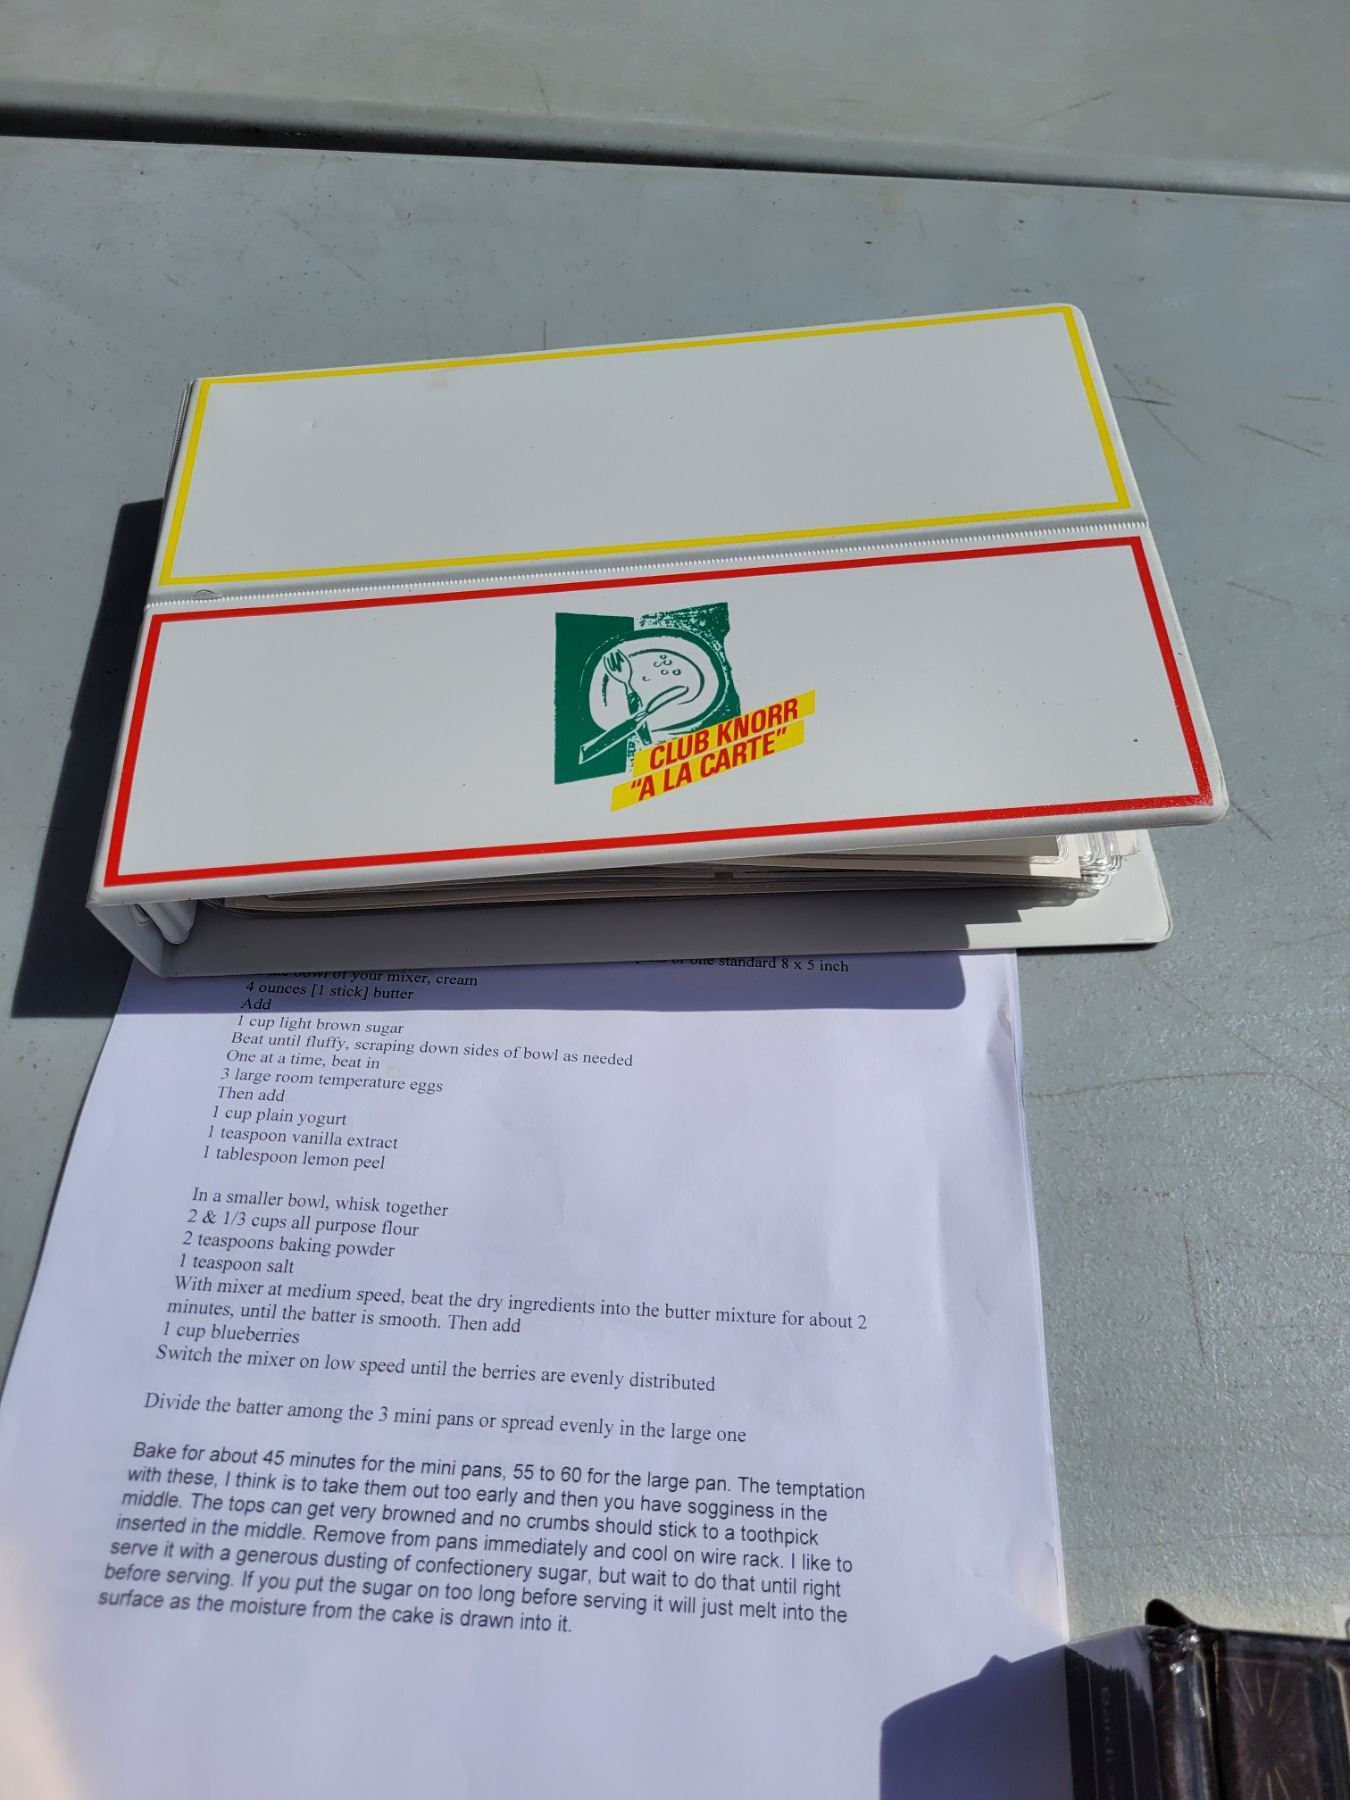 CLUB KNORR
"A LA CARTE"
one standard 8 x 5 inch
bowl of your mixer, cream
4 ounces [1 stick] butter
Add
1 cup light brown sugar
Beat until fluffy, scraping down sides of bowl as needed
One at a time, beat in
3 large room temperature eggs
Then add
1 cup plain yogurt
1 teaspoon vanilla extract
1 tablespoon lemon peel
In a smaller bowl, whisk together
2 & 1/3 cups all purpose flour
2 teaspoons baking powder
1 teaspoon salt
With mixer at medium speed, beat the dry ingredients into the butter mixture for about 2
minutes, until the batter is smooth. Then add
1 cup blueberries
Switch the mixer on low speed until the berries are evenly distributed
Divide the batter among the 3 mini pans or spread evenly in the large one
Bake for about 45 minutes for the mini pans, 55 to 60 for the large pan. The temptation
with these, I think is to take them out too early and then you have sogginess in the
middle. The tops can get very browned and no crumbs should stick to a toothpick
inserted in the middle. Remove from pans immediately and cool on wire rack. I like to
serve it with a generous dusting of confectionery sugar, but wait to do that until right
before serving. If you put the sugar on too long before serving it will just melt into the
surface as the moisture from the cake is drawn into it.